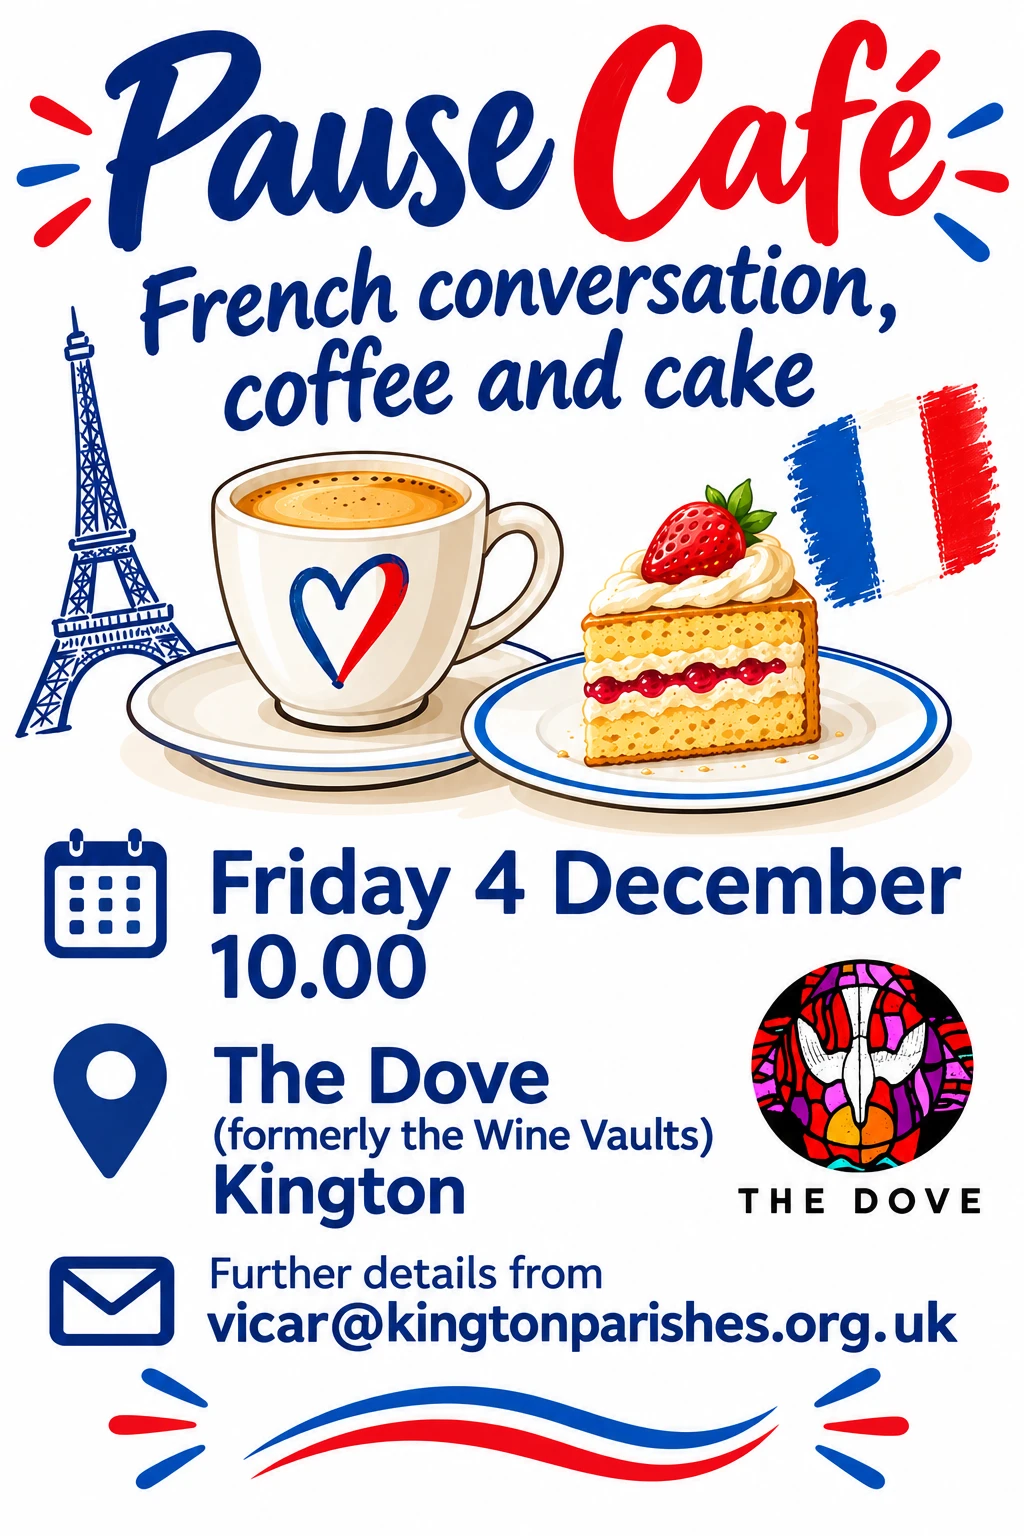 Pause Café
French conversation,
coffee and cake
Friday 4 December
10.00
The Dove
(formerly the Wine Vaults)
Kington
THE DOVE
Further details from
vicar@kingtonparishes.org.uk